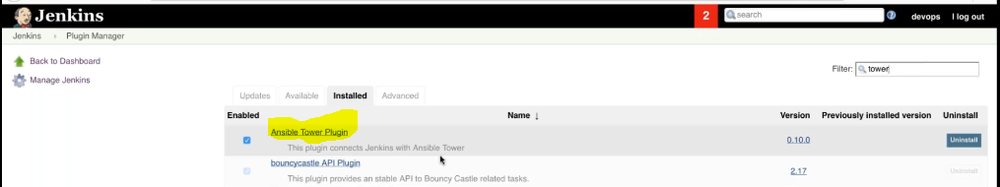 Jenkins
2
search
devops
log out
Jenkins
Plugin Manager
Back to Dashboard
Manage Jenkins
Filter:
tower
Updates
Available
Installed
Advanced
Enabled
Name ↓
Version
Previously installed version
Uninstall
Ansible Tower Plugin
0.10.0
Uninstall
This plugin connects Jenkins with Ansible Tower
bouncycastle API Plugin
2.17
Uninstall
This plugin provides an stable API to Bouncy Castle related tasks.